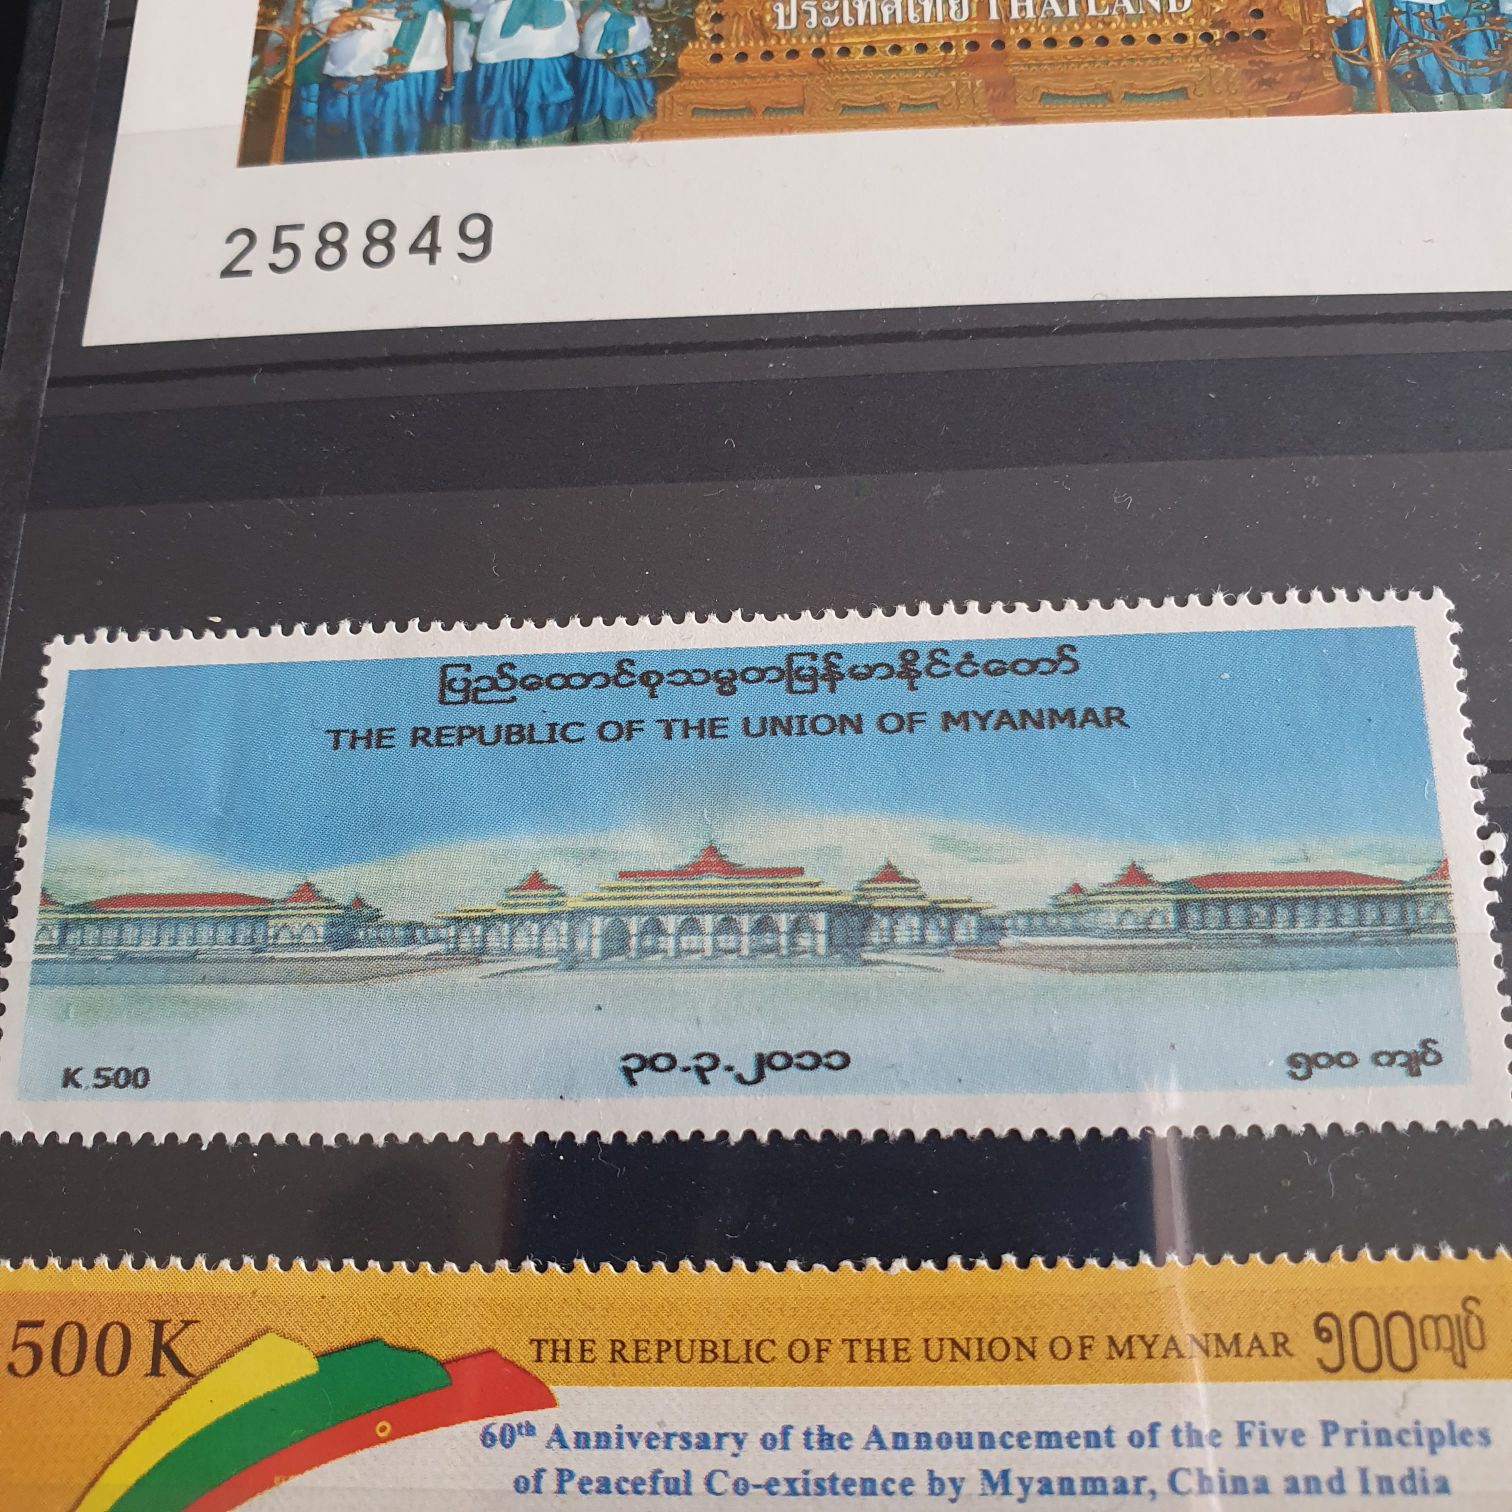 ประเทศไทย THAILAND
258849
ပြည်ထောင်စုသမ္မတမြန်မာနိုင်ငံတော်
THE REPUBLIC OF THE UNION OF MYANMAR
K.500
၃၀-၃-၂၀၁၁
၅၀၀ ကျပ်
500K
THE REPUBLIC OF THE UNION OF MYANMAR
၅၀၀ကျပ်
60th Anniversary of the Announcement of the Five Principles
of Peaceful Co-existence by Myanmar, China and India